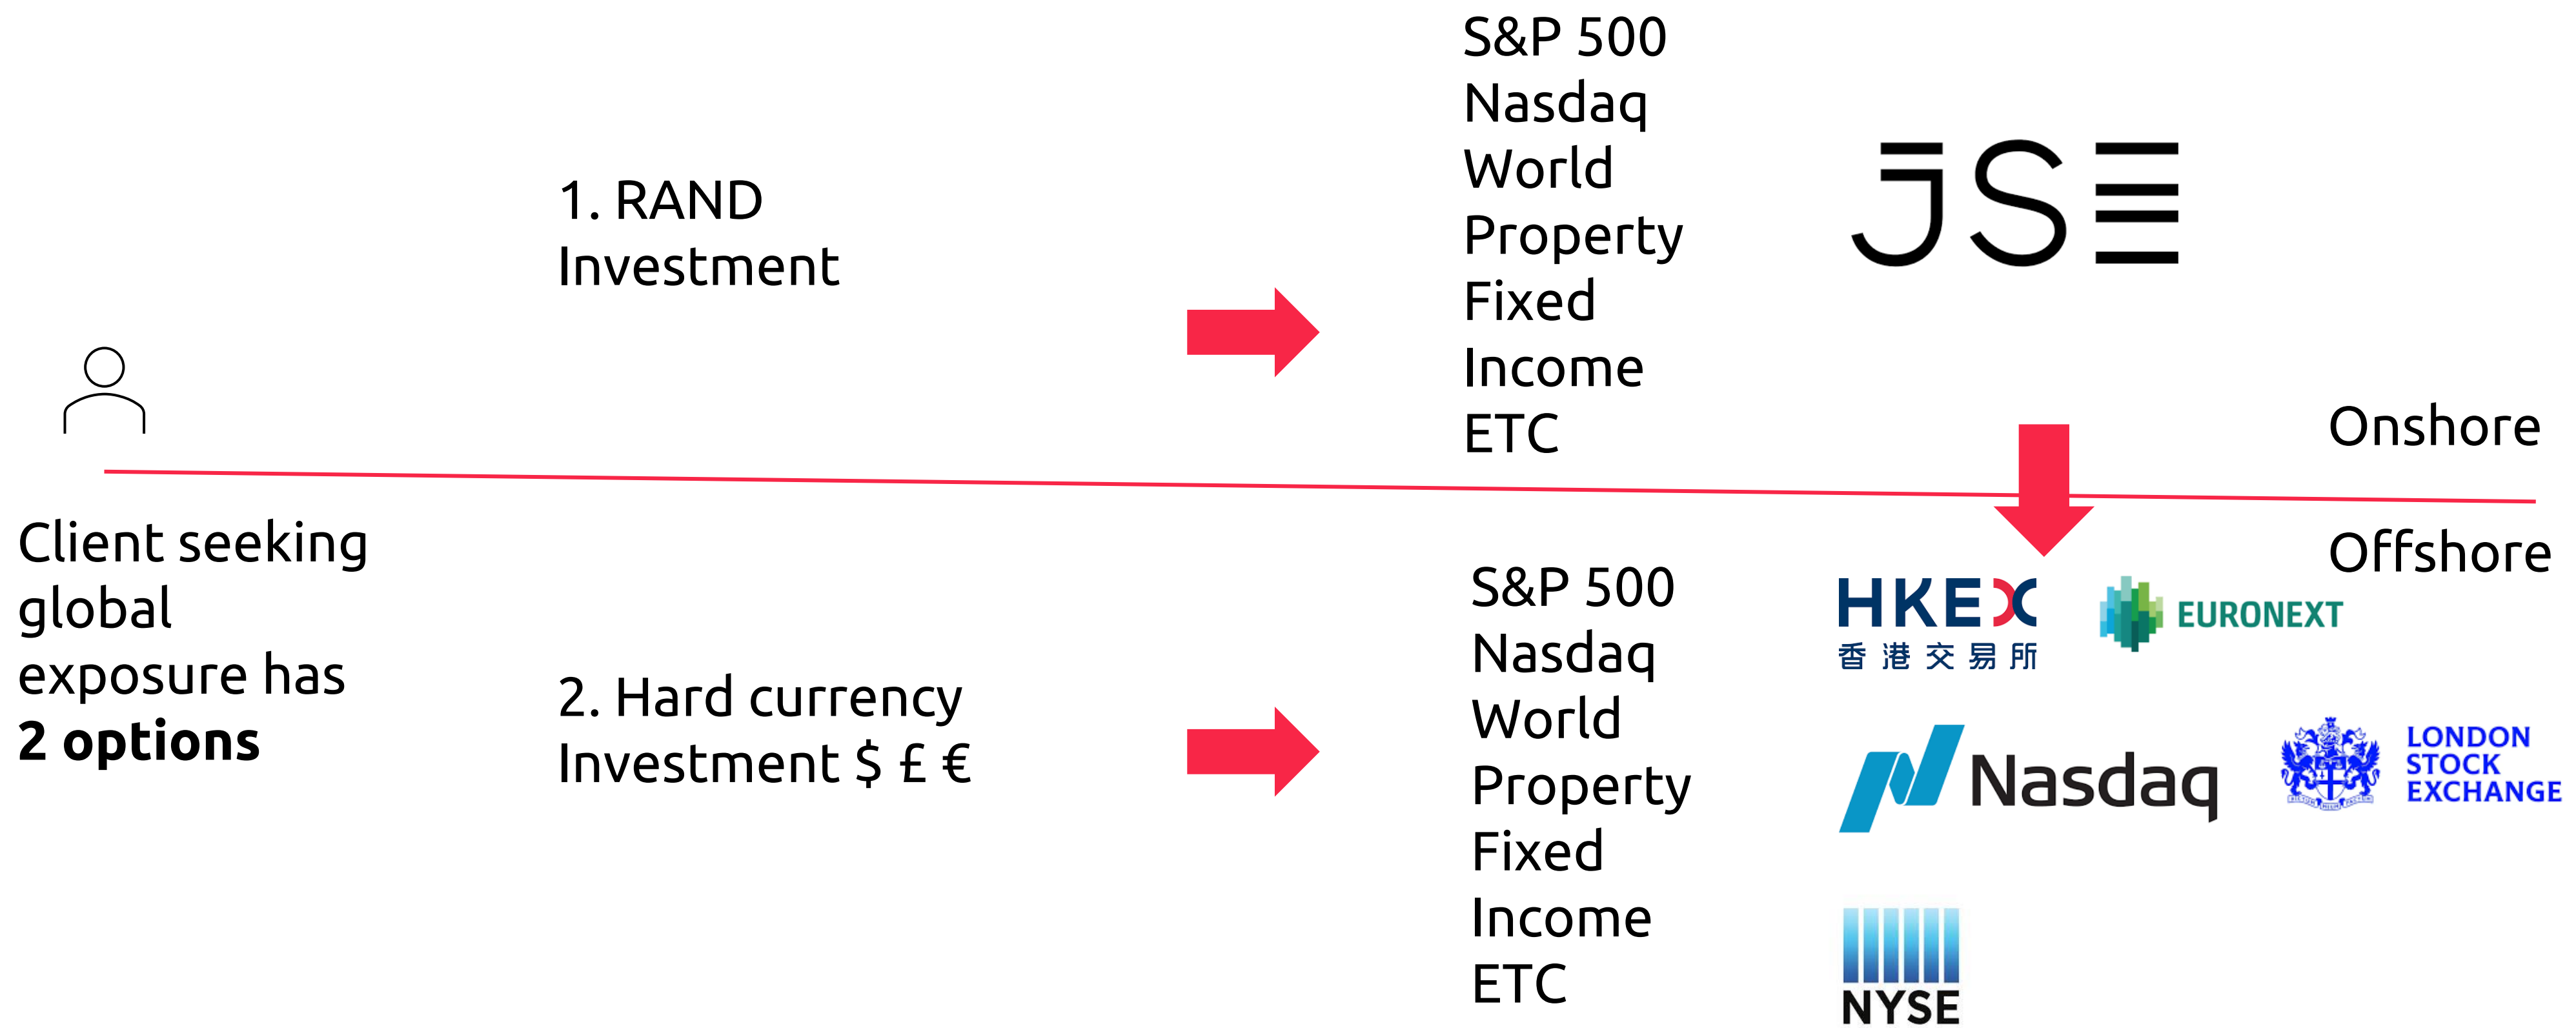 1. RAND
Investment
S&P 500
Nasdaq
World
Property
Fixed
Income
ETC
JSE
Onshore
Client seeking
global
exposure has
2 options
2. Hard currency
Investment $ £ €
S&P 500
Nasdaq
World
Property
Fixed
Income
ETC
Offshore
HKEX
香港交易所
EURONEXT
Nasdaq
LONDON
STOCK
EXCHANGE
NYSE